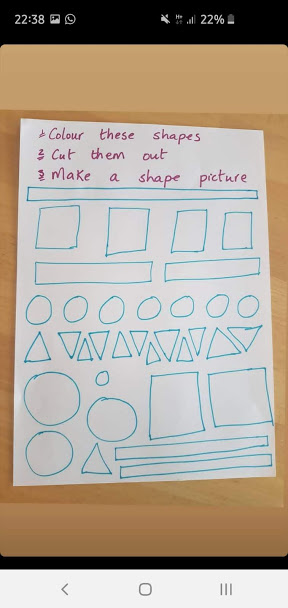 22:38 22%
1) Colour these shapes
2) Cut them out
3) Make a shape picture